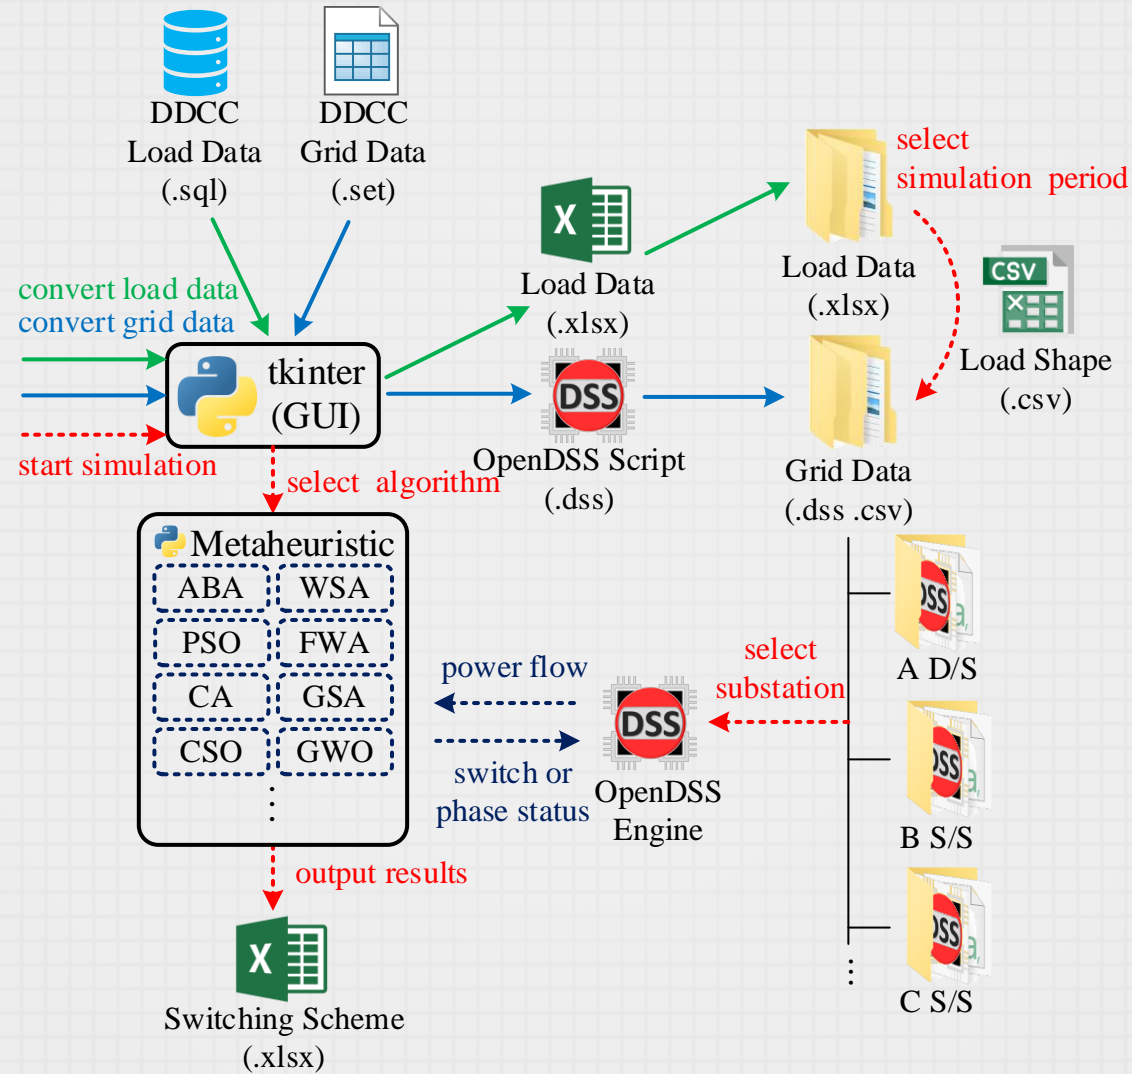 DDCC
Load Data
(.sql)
DDCC
Grid Data
(.set)
select
simulation period
convert load data
convert grid data
start simulation
tkinter
(GUI)
X
Load Data
(.xlsx)
Load Data
(.xlsx)
CSV
X
Load Shape
(.csv)
DSS
OpenDSS Script
(.dss)
Grid Data
(.dss .csv)
select algorithm
Metaheuristic
ABA
WSA
PSO
FWA
CA
GSA
CSO
GWO
power flow
switch or
phase status
DSS
OpenDSS
Engine
select
substation
DSS
a,
A D/S
DSS
a,
B S/S
DSS
a,
C S/S
output results
X
Switching Scheme
(.xlsx)